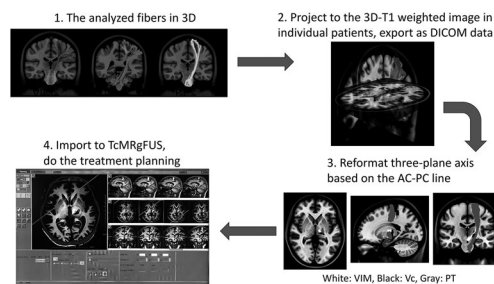 1. The analyzed fibers in 3D
2. Project to the 3D-T1 weighted image in
individual patients, export as DICOM data
3. Reformat three-plane axis
based on the AC-PC line
White: VIM, Black: Vc, Gray: PT
4. Import to TcMRgFUS,
do the treatment planning